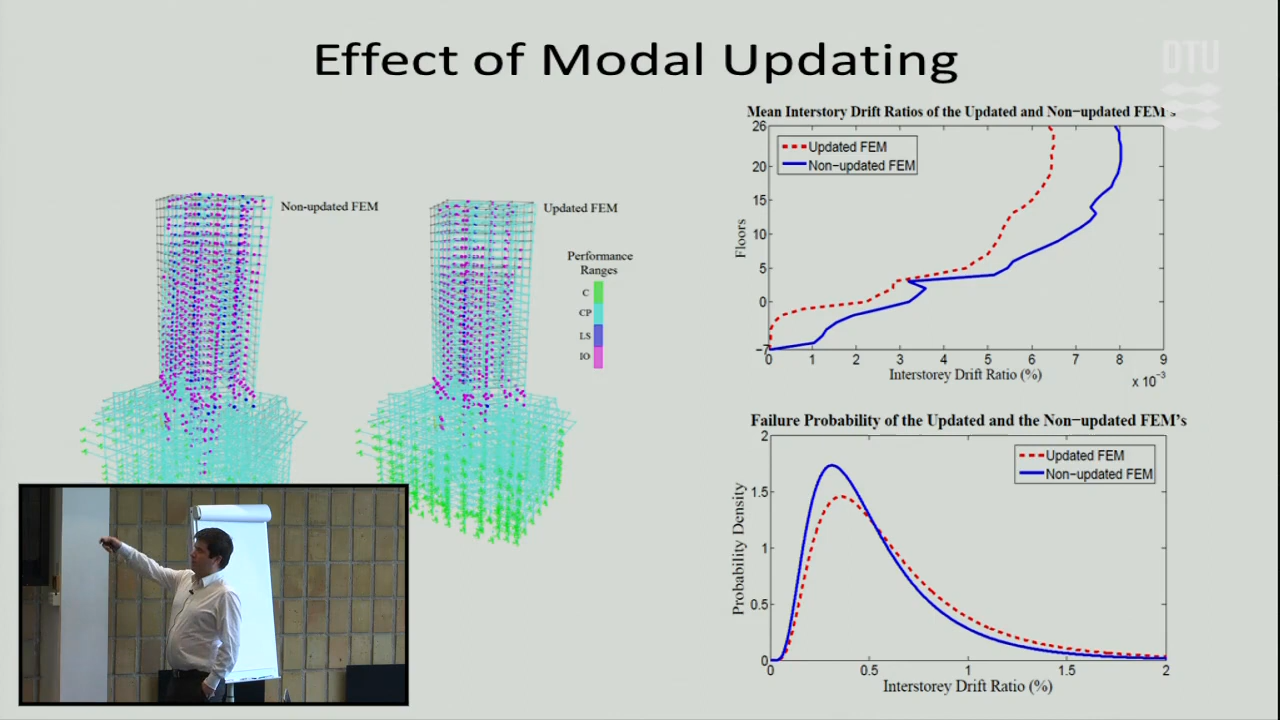 Effect of Modal Updating
DTU
Non-updated FEM
Updated FEM
Performance
Ranges
C
CP
LS
IO
Mean Interstory Drift Ratios of the Updated and Non−updated FEM's
Updated FEM
Non−updated FEM
Floors
26
20
15
10
5
0
−7
0 1 2 3 4 5 6 7 8 9
Interstorey Drift Ratio (%)
x 10⁻³
Failure Probability of the Updated and the Non-updated FEM's
Updated FEM
Non−updated FEM
Probability Density
2
1.5
1
0.5
0
0 0.5 1 1.5 2
Interstorey Drift Ratio (%)